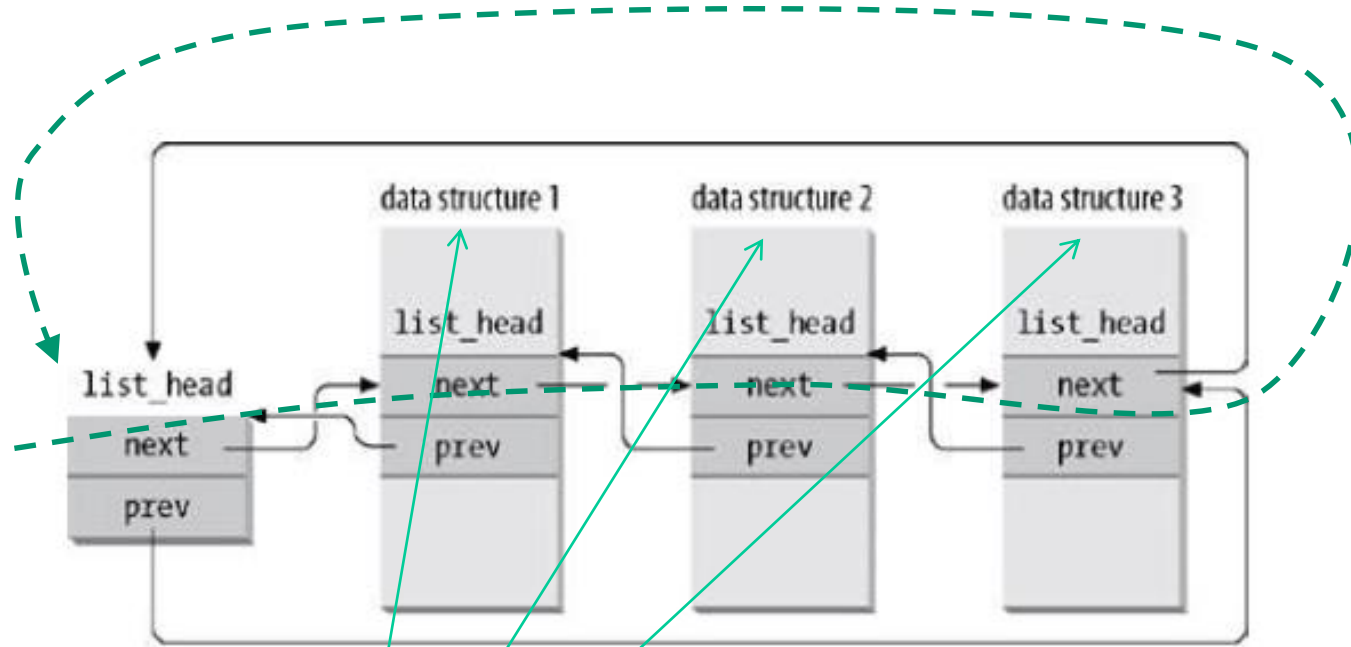 data structure 1
data structure 2
data structure 3
list_head
list_head
list_head
list_head
next
next
next
next
prev
prev
prev
prev